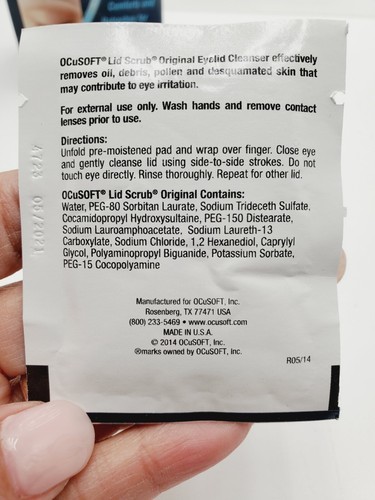 OCuSOFT® Lid Scrub® Original Eyelid Cleanser effectively
removes oil, debris, pollen and desquamated skin that
may contribute to eye irritation.
For external use only. Wash hands and remove contact
lenses prior to use.
Directions:
Unfold pre-moistened pad and wrap over finger. Close eye
and gently cleanse lid using side-to-side strokes. Do not
touch eye directly. Rinse thoroughly. Repeat for other lid.
OCuSOFT® Lid Scrub® Original Contains:
Water, PEG-80 Sorbitan Laurate, Sodium Trideceth Sulfate,
Cocamidopropyl Hydroxysultaine, PEG-150 Distearate,
Sodium Lauroamphoacetate, Sodium Laureth-13
Carboxylate, Sodium Chloride, 1,2 Hexanediol, Caprylyl
Glycol, Polyaminopropyl Biguanide, Potassium Sorbate,
PEG-15 Cocopolyamine
Manufactured for OCuSOFT, Inc.
Rosenberg, TX 77471 USA
(800) 233-5469 • www.ocusoft.com
MADE IN U.S.A.
© 2014 OCuSOFT, Inc.
®marks owned by OCuSOFT, Inc.
R05/14